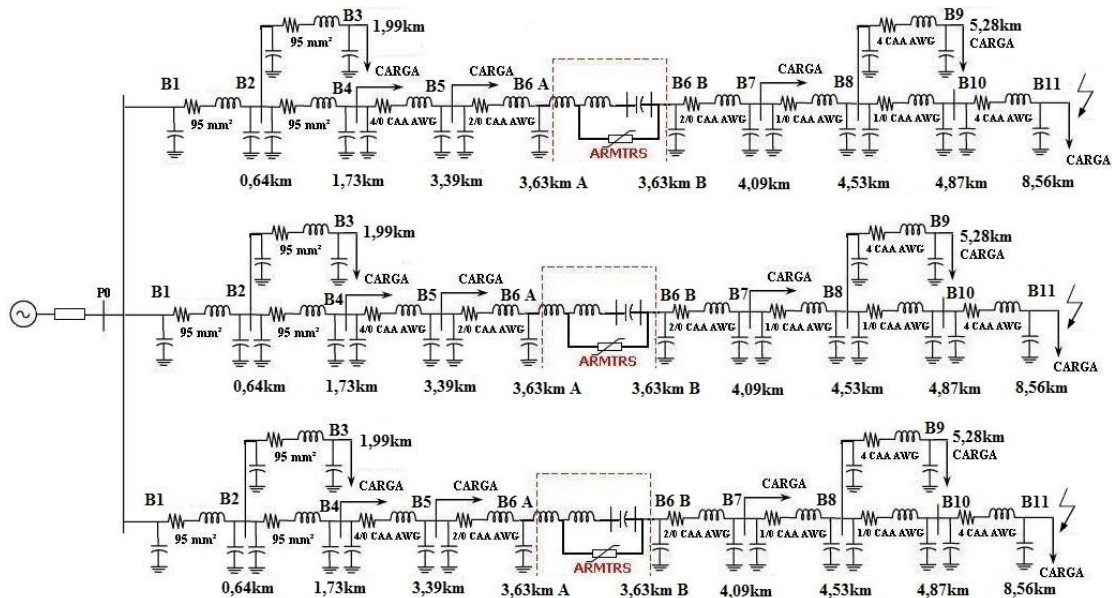 B3 1,99km
95 mm²
B9 5,28km
4 CAA AWG
CARGA
B1 B2 B4 CARGA B5 CARGA B6 A B6 B B7 CARGA B8 B10 B11
95 mm² 95 mm² 4/0 CAA AWG 2/0 CAA AWG 2/0 CAA AWG 1/0 CAA AWG 1/0 CAA AWG 4 CAA AWG
ARMTRS
CARGA
0,64km 1,73km 3,39km 3,63km A 3,63km B 4,09km 4,53km 4,87km 8,56km
B3 1,99km
95 mm²
B9 5,28km
4 CAA AWG
CARGA
P0
B1 B2 B4 CARGA B5 CARGA B6 A B6 B B7 CARGA B8 B10 B11
95 mm² 95 mm² 4/0 CAA AWG 2/0 CAA AWG 2/0 CAA AWG 1/0 CAA AWG 1/0 CAA AWG 4 CAA AWG
ARMTRS
CARGA
0,64km 1,73km 3,39km 3,63km A 3,63km B 4,09km 4,53km 4,87km 8,56km
B3 1,99km
95 mm²
B9 5,28km
4 CAA AWG
CARGA
B1 B2 B4 CARGA B5 CARGA B6 A B6 B B7 CARGA B8 B10 B11
95 mm² 95 mm² 4/0 CAA AWG 2/0 CAA AWG 2/0 CAA AWG 1/0 CAA AWG 1/0 CAA AWG 4 CAA AWG
ARMTRS
CARGA
0,64km 1,73km 3,39km 3,63km A 3,63km B 4,09km 4,53km 4,87km 8,56km